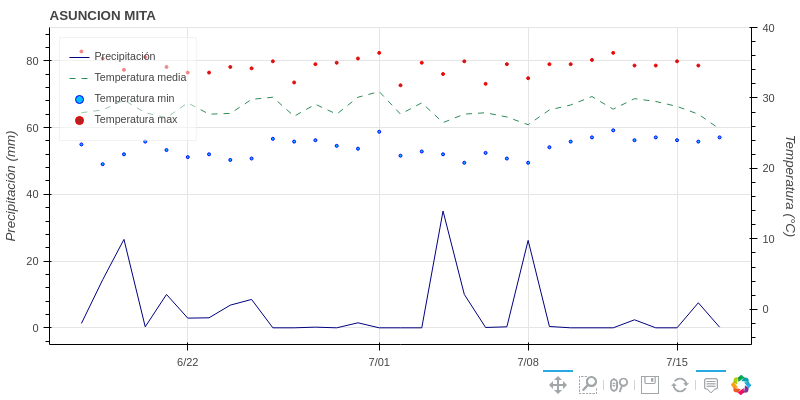 ASUNCION MITA
Precipitación
Temperatura media
Temperatura min
Temperatura max
Precipitación (mm)
80
60
40
20
0
Temperatura (°C)
40
30
20
10
0
6/22
7/01
7/08
7/15